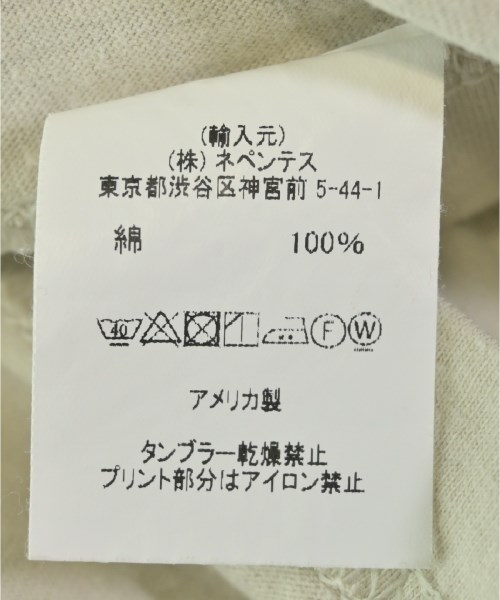 (輸入元)
(株) ネペンテス
東京都渋谷区神宮前 5-44-1
綿 100%
40 F W
アメリカ製
タンブラー乾燥禁止
プリント部分はアイロン禁止